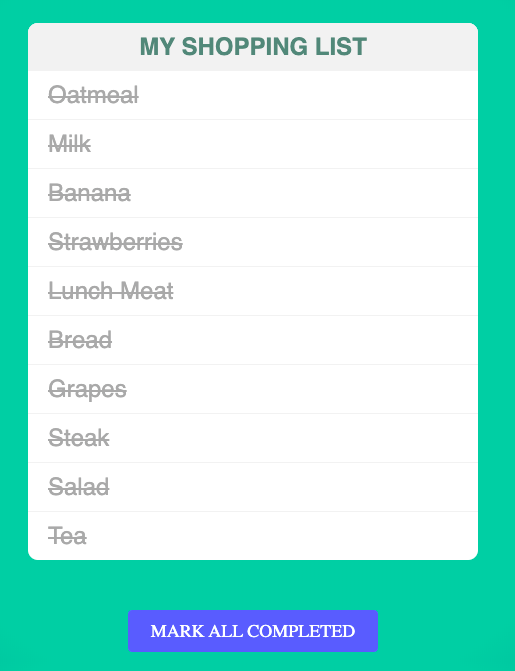 MY SHOPPING LIST
Oatmeal
Milk
Banana
Strawberries
Lunch Meat
Bread
Grapes
Steak
Salad
Tea
MARK ALL COMPLETED